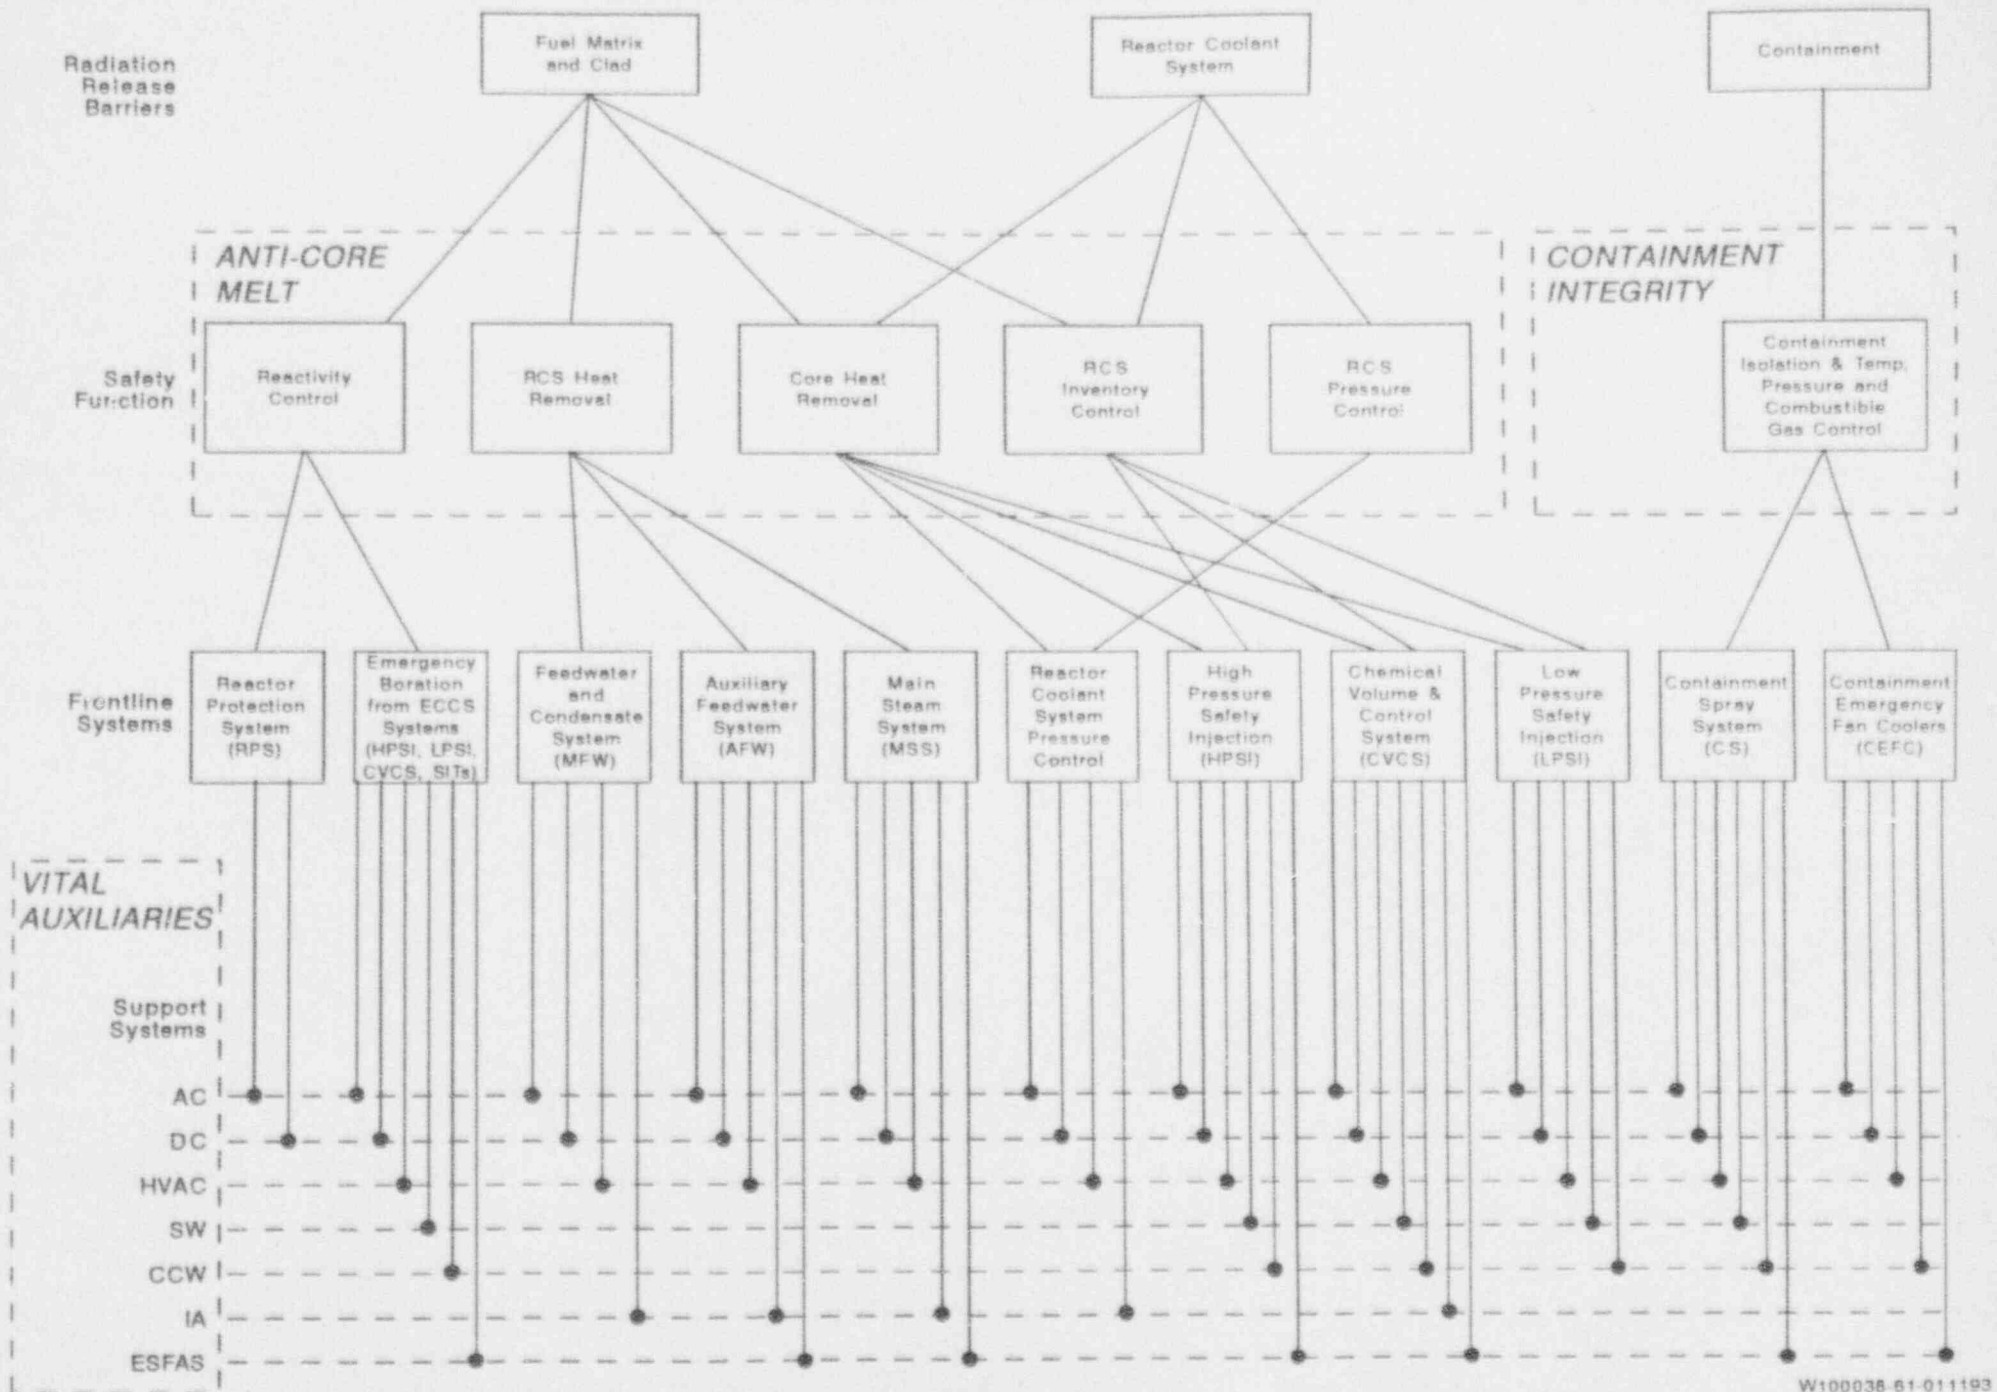 Radiation
Release
Barriers
Fuel Matrix
and Clad
Reactor Coolant
System
Containment
ANTI-CORE
MELT
CONTAINMENT
INTEGRITY
Safety
Function
Reactivity
Control
RCS Heat
Removal
Core Heat
Removal
RCS
Inventory
Control
RCS
Pressure
Control
Containment
Isolation & Temp,
Pressure and
Combustible
Gas Control
Frontline
Systems
Reactor
Protection
System
(RPS)
Emergency
Boration
from ECCS
Systems
(HPSI, LPSI,
CVCS, SITs)
Feedwater
and
Condensate
System
(MFW)
Auxiliary
Feedwater
System
(AFW)
Main
Steam
System
(MSS)
Reactor
Coolant
System
Pressure
Control
High
Pressure
Safety
Injection
(HPSI)
Chemical
Volume &
Control
System
(CVCS)
Low
Pressure
Safety
Injection
(LPSI)
Containment
Spray
System
(CS)
Containment
Emergency
Fan Coolers
(CEFC)
VITAL
AUXILIARIES
Support
Systems
AC
DC
HVAC
SW
CCW
IA
ESFAS
W100038-61-011193